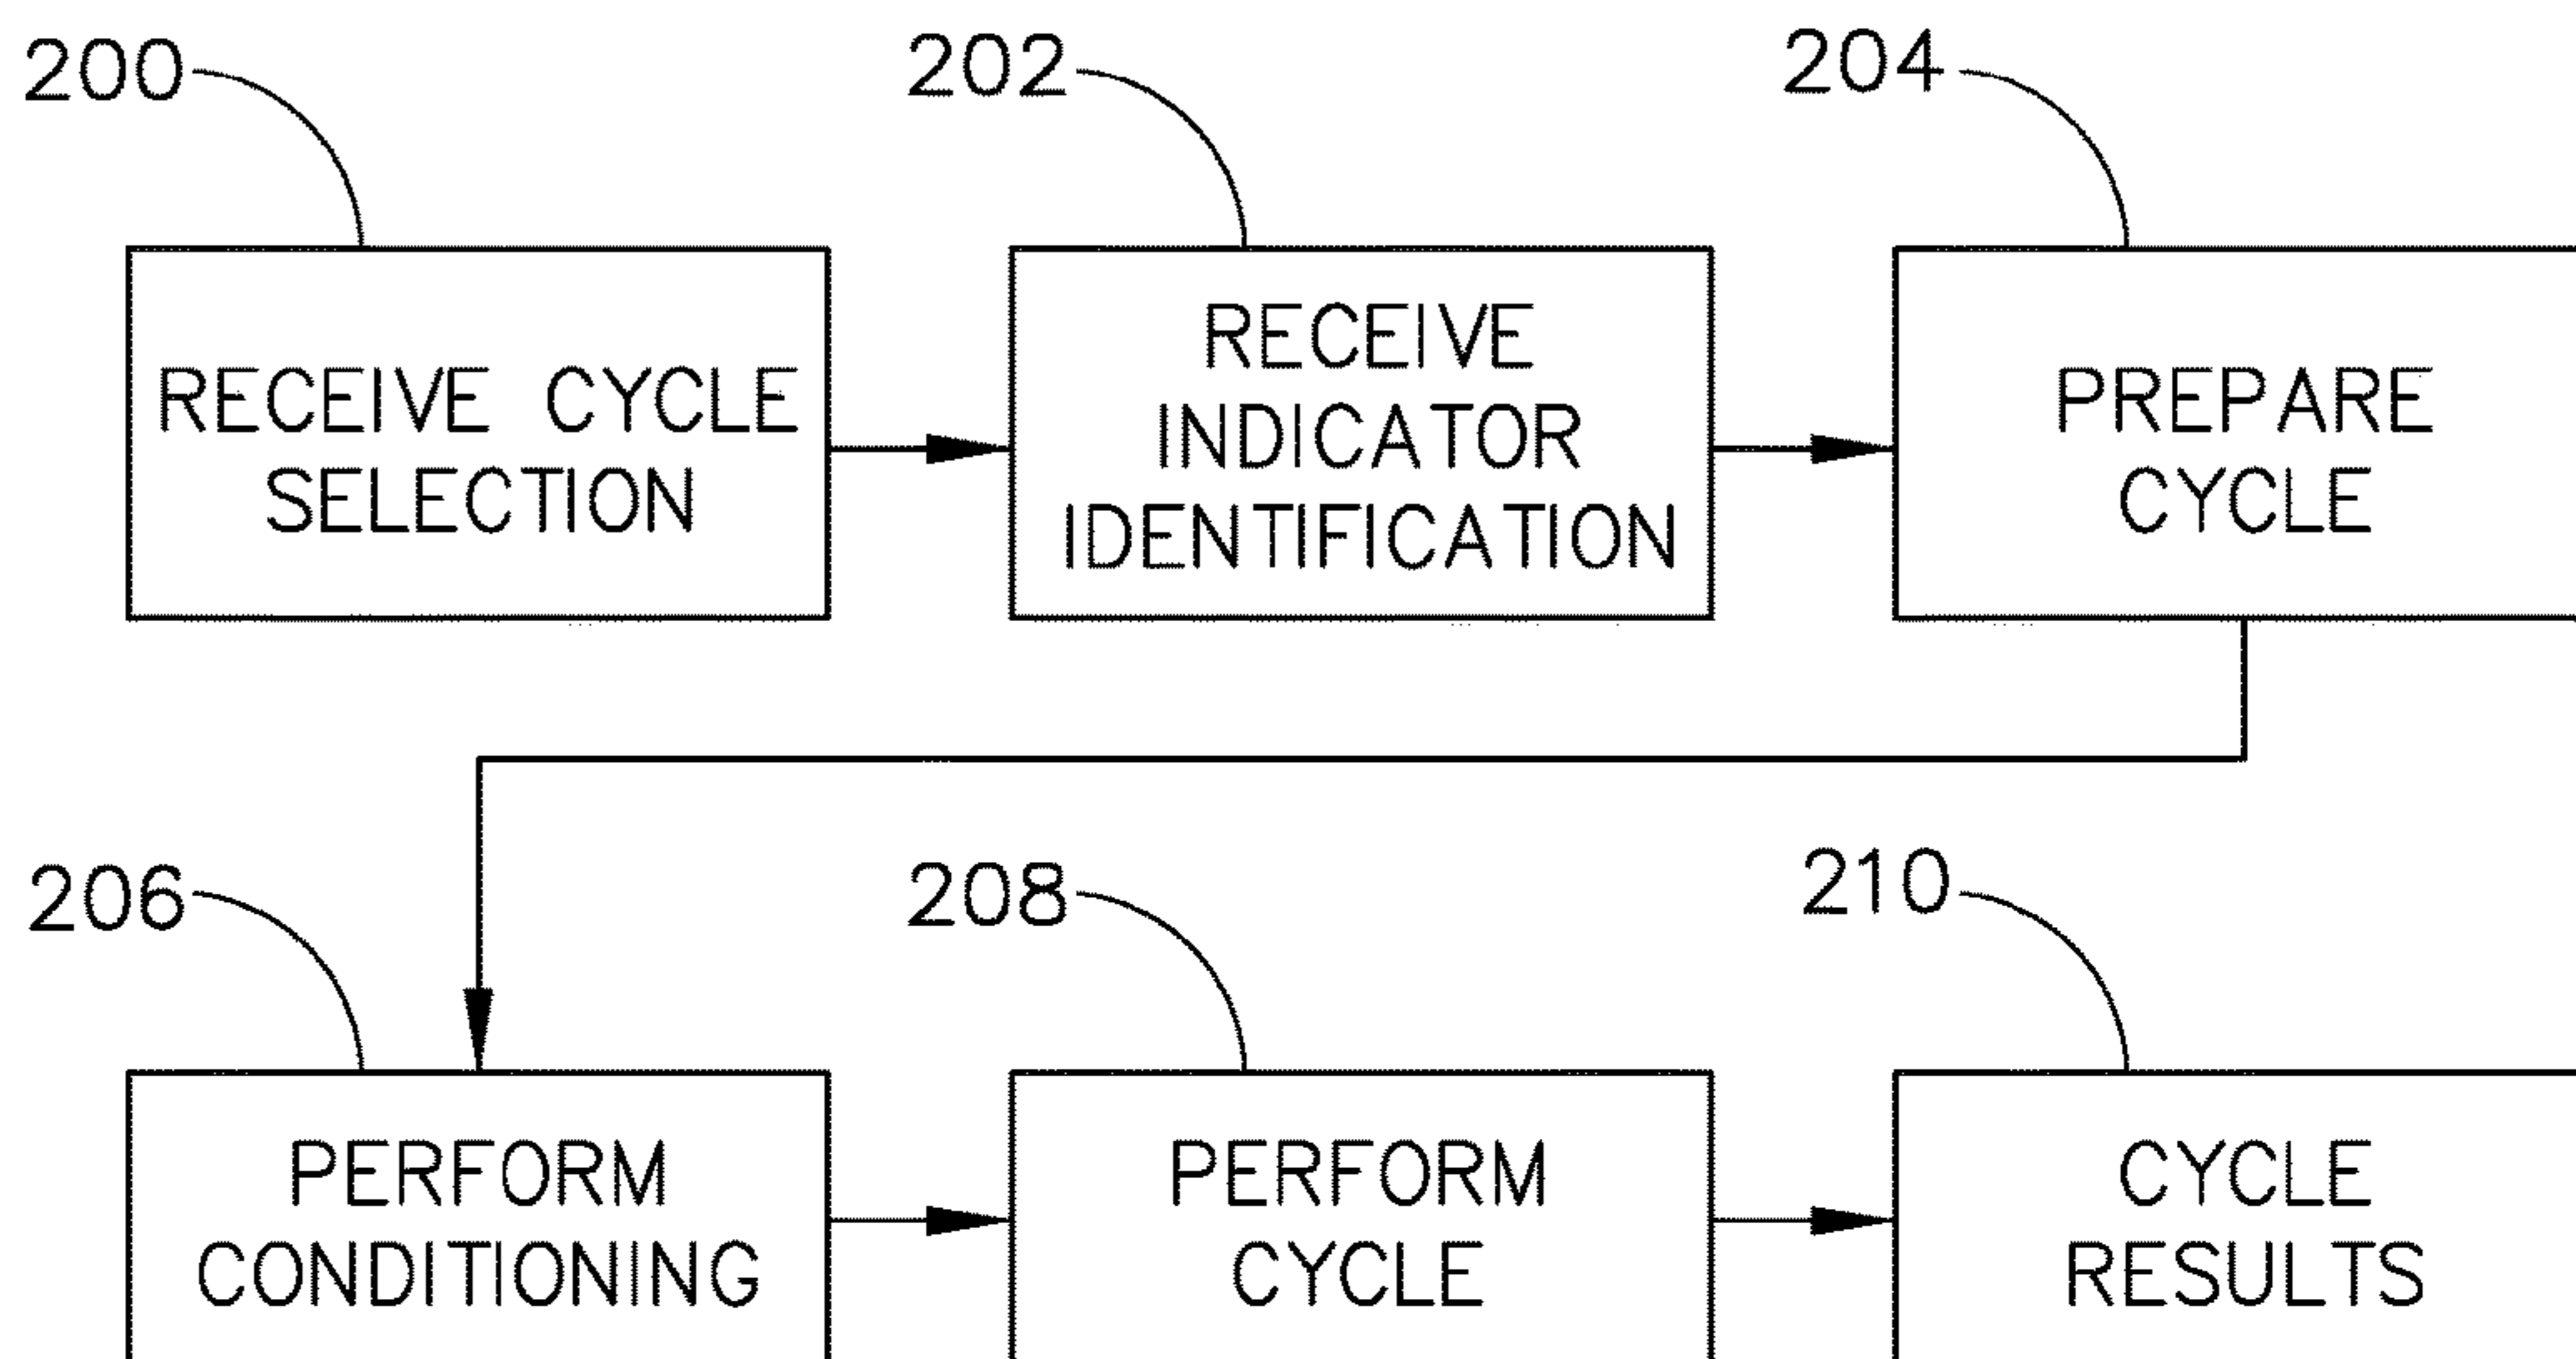 200
202
204
RECEIVE CYCLE
SELECTION
RECEIVE
INDICATOR
IDENTIFICATION
PREPARE
CYCLE
206
208
210
PERFORM
CONDITIONING
PERFORM
CYCLE
CYCLE
RESULTS